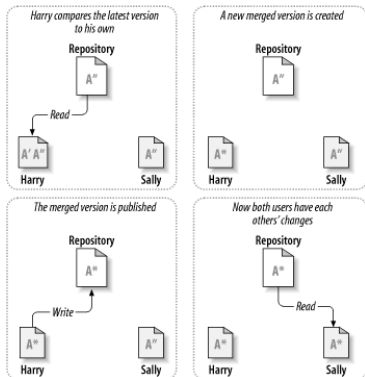 Harry compares the latest version
to his own
Repository
A"
Read
A' A"
A"
Harry
Sally
A new merged version is created
Repository
A"
A*
A"
Harry
Sally
The merged version is published
Repository
A*
Write
A*
A"
Harry
Sally
Now both users have each
others' changes
Repository
A*
Read
A*
A*
Harry
Sally